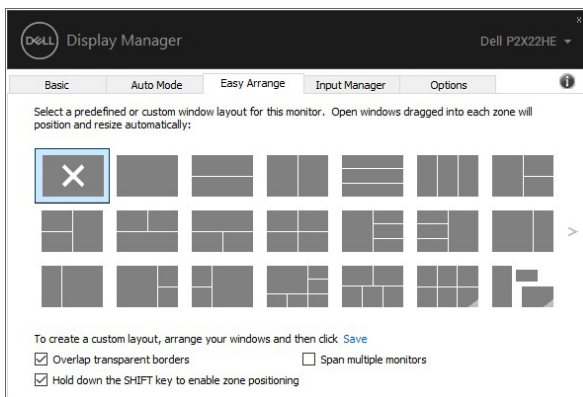 DELL Display Manager
Dell P2X22HE
Basic Auto Mode Easy Arrange Input Manager Options
Select a predefined or custom window layout for this monitor. Open windows dragged into each zone will
position and resize automatically:
To create a custom layout, arrange your windows and then click Save
Overlap transparent borders
Span multiple monitors
Hold down the SHIFT key to enable zone positioning